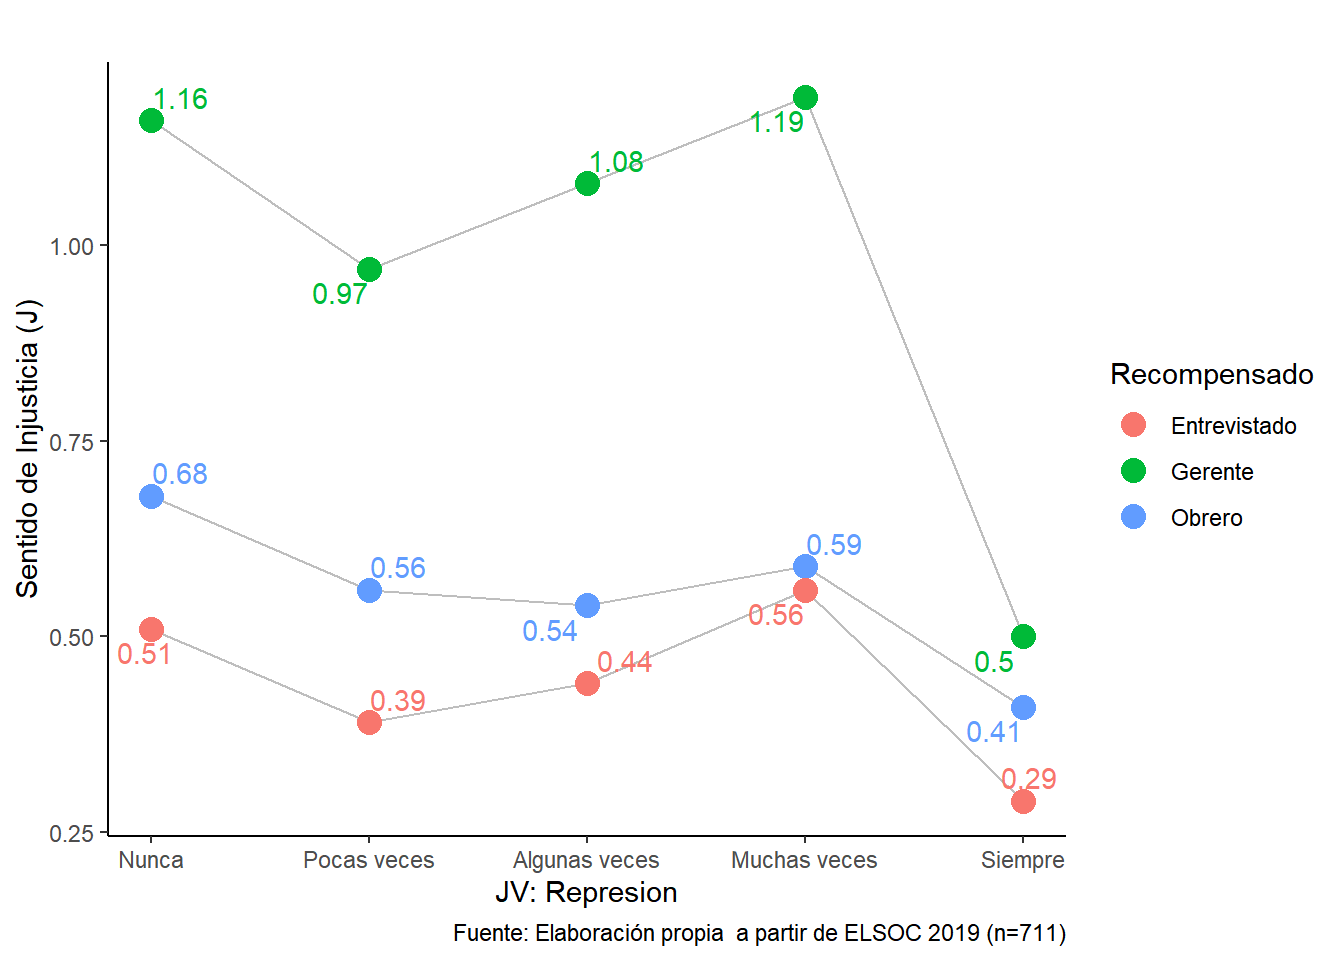 1.16
1.19
1.08
1.00
0.97
Sentido de Injusticia (J)
Recompensado
Entrevistado
Gerente
Obrero
0.75
0.68
0.59
0.56
0.56
0.54
0.51
0.50
0.5
0.44
0.39
0.41
0.29
0.25
Nunca Pocas veces Algunas veces Muchas veces Siempre
JV: Represion
Fuente: Elaboración propia  a partir de ELSOC 2019 (n=711)